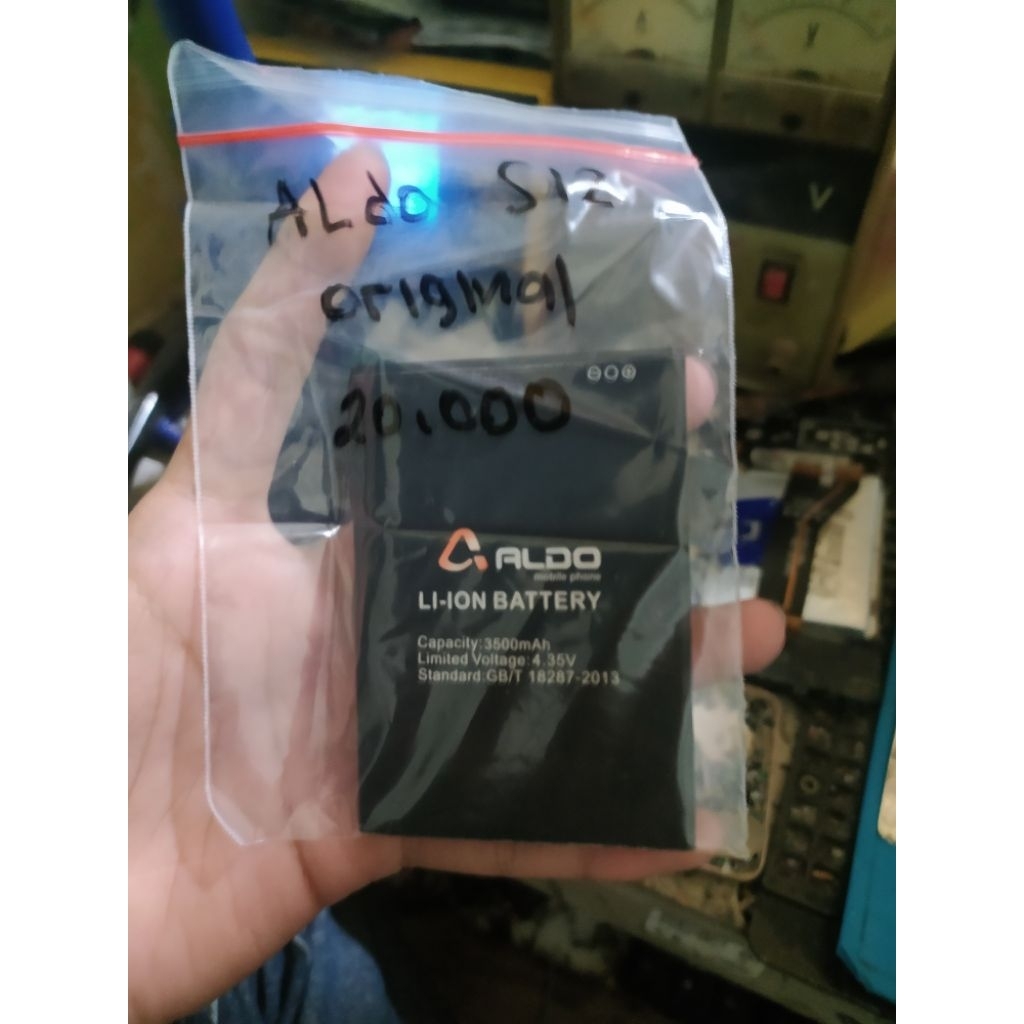 V
V
ALdo S12
original
20.000
ALDO
mobile phone
LI-ION BATTERY
Capacity:3500mAh
Limited Voltage:4.35V
Standard:GB/T 18287-2013